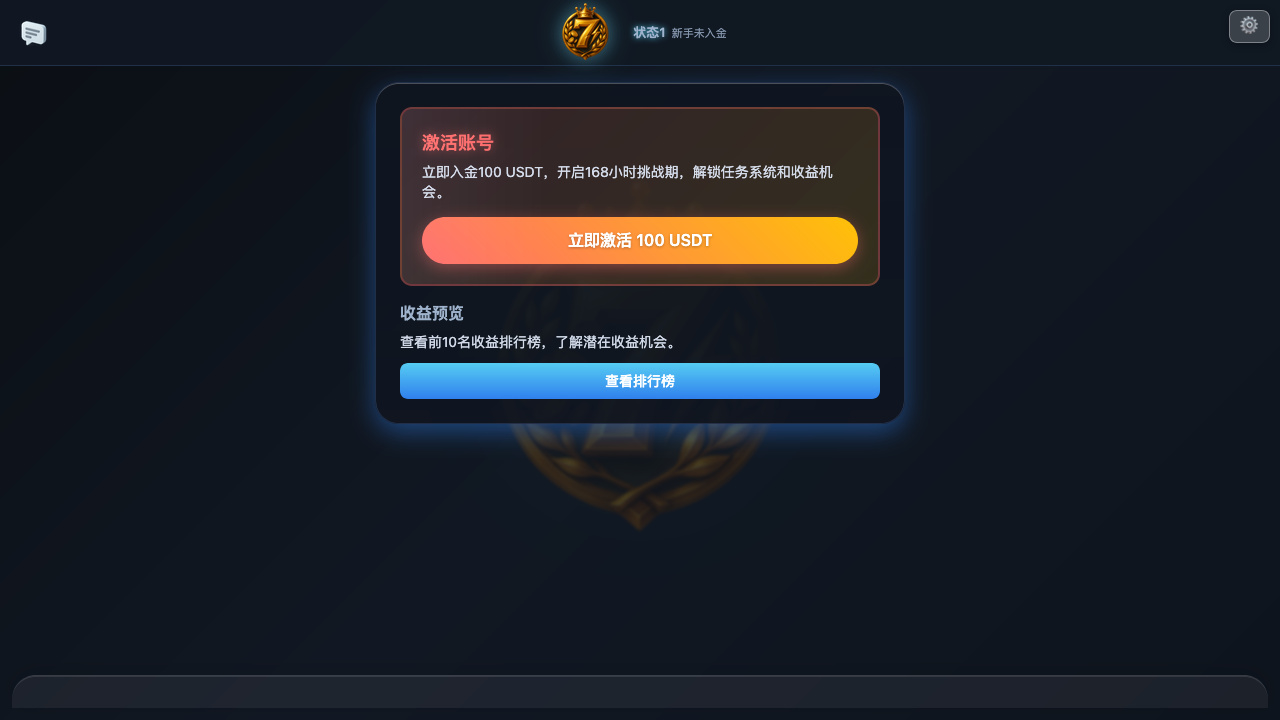 7
状态1 新手未入金
激活账号
立即入金100 USDT，开启168小时挑战期，解锁任务系统和收益机
会。
立即激活 100 USDT
收益预览
查看前10名收益排行榜，了解潜在收益机会。
查看排行榜